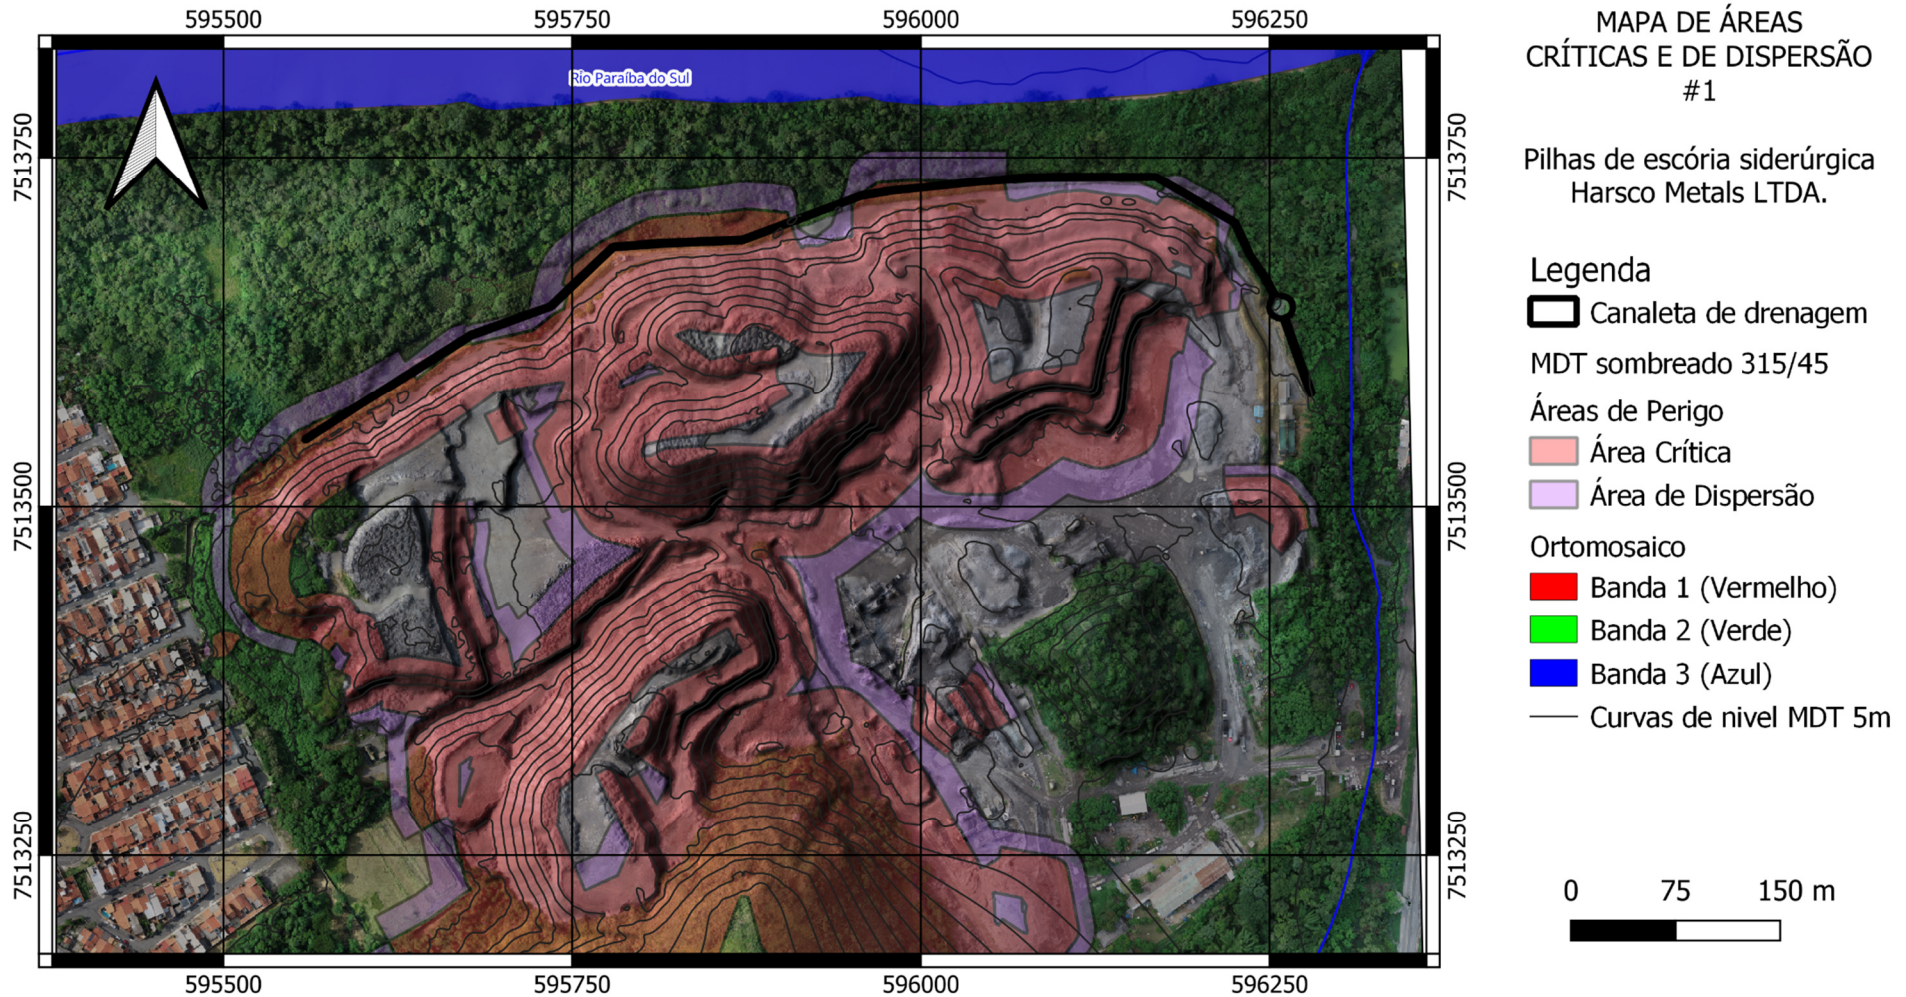 595500
595750
596000
596250
MAPA DE ÁREAS
CRÍTICAS E DE DISPERSÃO
#1
Rio Paraíba do Sul
7513750
7513750
Pilhas de escória siderúrgica
Harsco Metals LTDA.
Legenda
Canaleta de drenagem
MDT sombreado 315/45
Áreas de Perigo
Área Crítica
7513500
7513500
Área de Dispersão
Ortomosaico
Banda 1 (Vermelho)
Banda 2 (Verde)
Banda 3 (Azul)
Curvas de nivel MDT 5m
7513250
7513250
0
75
150 m
595500
595750
596000
596250